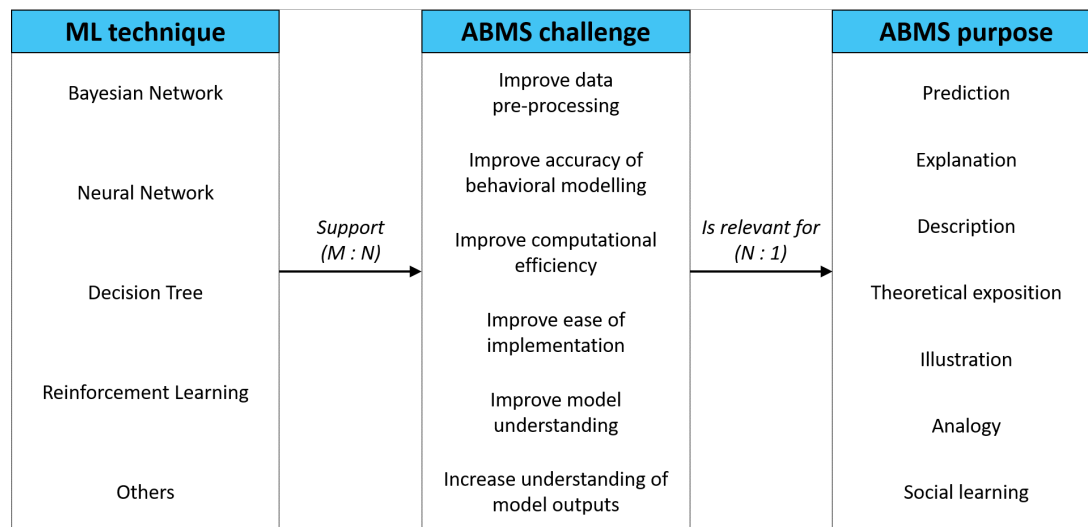 ML technique
Bayesian Network
Neural Network
Decision Tree
Reinforcement Learning
Others
Support
(M : N)
ABMS challenge
Improve data
pre-processing
Improve accuracy of
behavioral modelling
Improve computational
efficiency
Improve ease of
implementation
Improve model
understanding
Increase understanding of
model outputs
Is relevant for
(N : 1)
ABMS purpose
Prediction
Explanation
Description
Theoretical exposition
Illustration
Analogy
Social learning